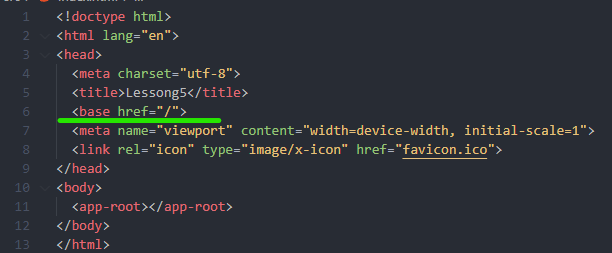 1 <!doctype html>
2 <html lang="en">
3 <head>
4 <meta charset="utf-8">
5 <title>Lessong5</title>
6 <base href="/">
7 <meta name="viewport" content="width=device-width, initial-scale=1">
8 <link rel="icon" type="image/x-icon" href="favicon.ico">
9 </head>
10 <body>
11 <app-root></app-root>
12 </body>
13 </html>